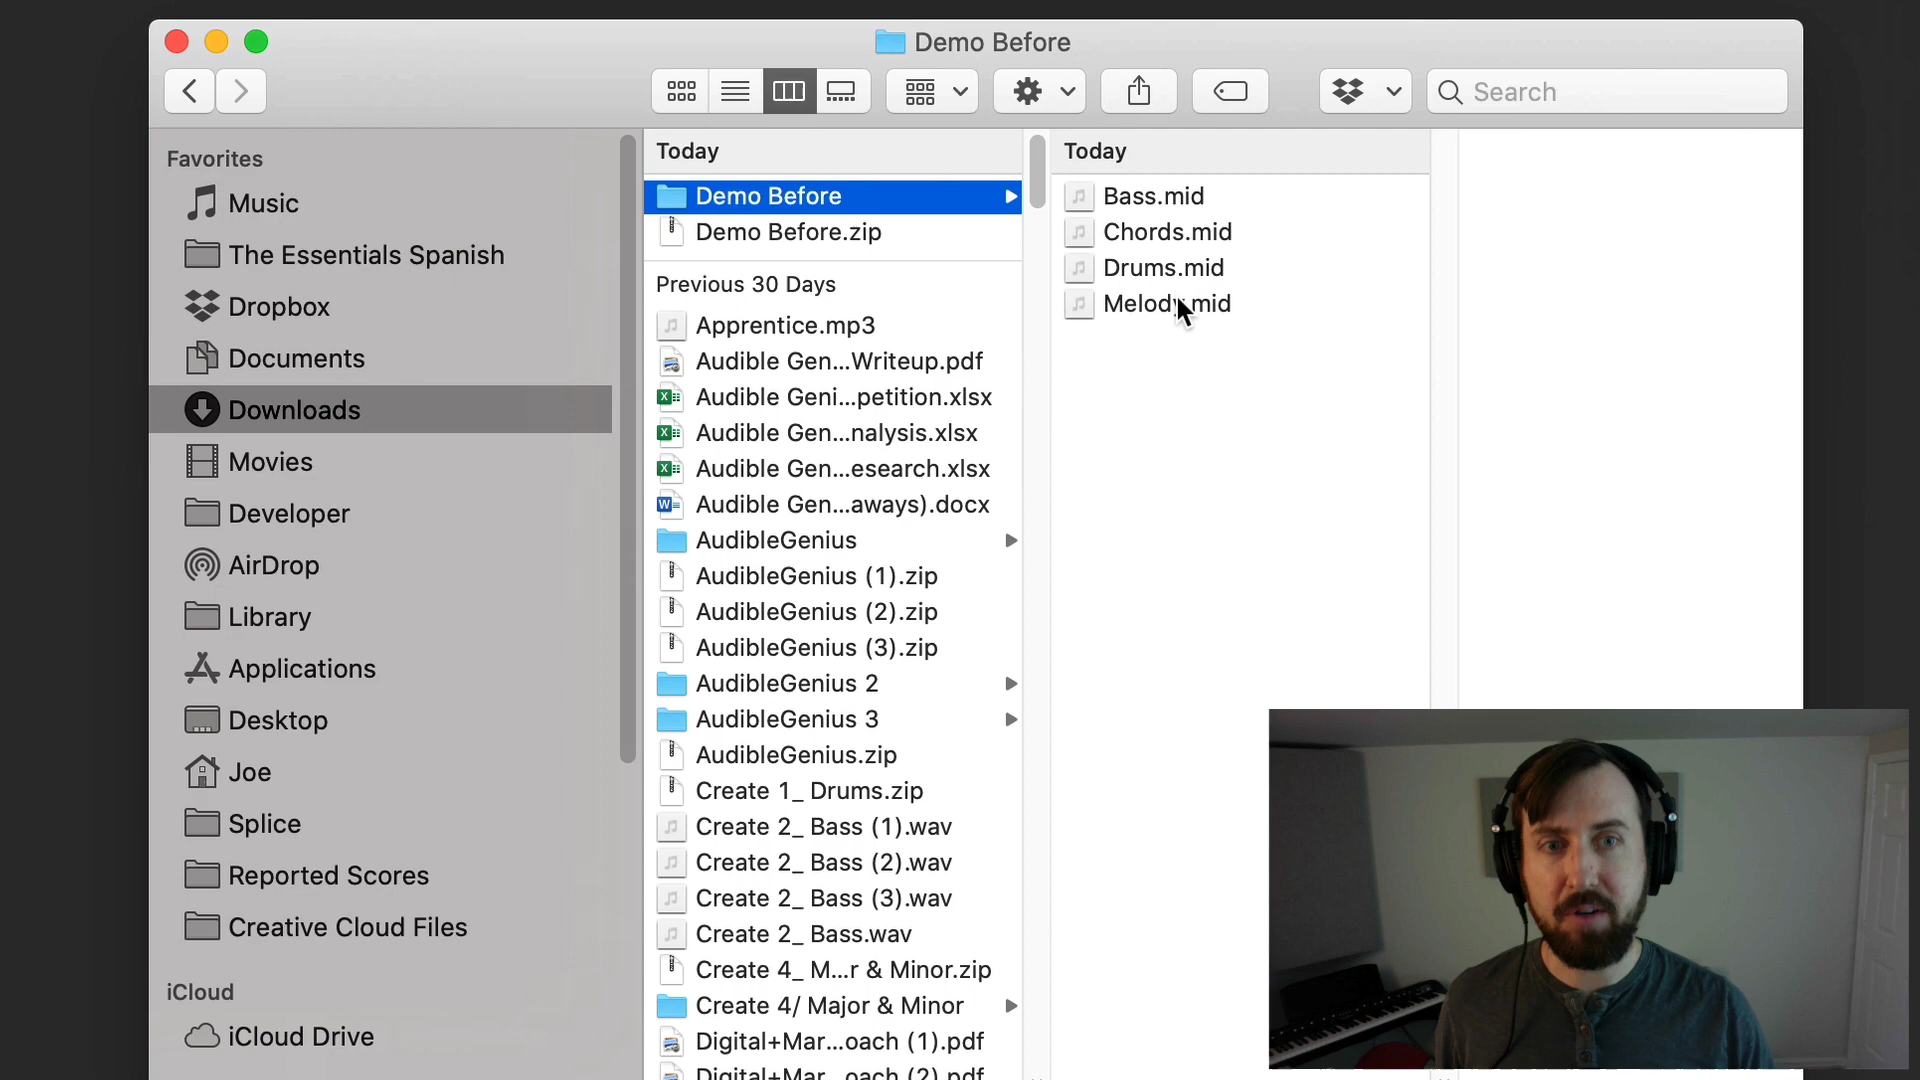 Demo Before
Search
Favorites
Music
The Essentials Spanish
Dropbox
Documents
Downloads
Movies
Developer
AirDrop
Library
Applications
Desktop
Joe
Splice
Reported Scores
Creative Cloud Files
iCloud
iCloud Drive
Today
Demo Before
Demo Before.zip
Previous 30 Days
Apprentice.mp3
Audible Gen...Writeup.pdf
Audible Geni...petition.xlsx
Audible Gen...nalysis.xlsx
Audible Gen...esearch.xlsx
Audible Gen...aways).docx
AudibleGenius
AudibleGenius (1).zip
AudibleGenius (2).zip
AudibleGenius (3).zip
AudibleGenius 2
AudibleGenius 3
AudibleGenius.zip
Create 1_ Drums.zip
Create 2_ Bass (1).wav
Create 2_ Bass (2).wav
Create 2_ Bass (3).wav
Create 2_ Bass.wav
Create 4_ M...r & Minor.zip
Create 4/ Major & Minor
Digital+Mar...oach (1).pdf
Digital+Mar...oach (2).pdf
Today
Bass.mid
Chords.mid
Drums.mid
Melody.mid